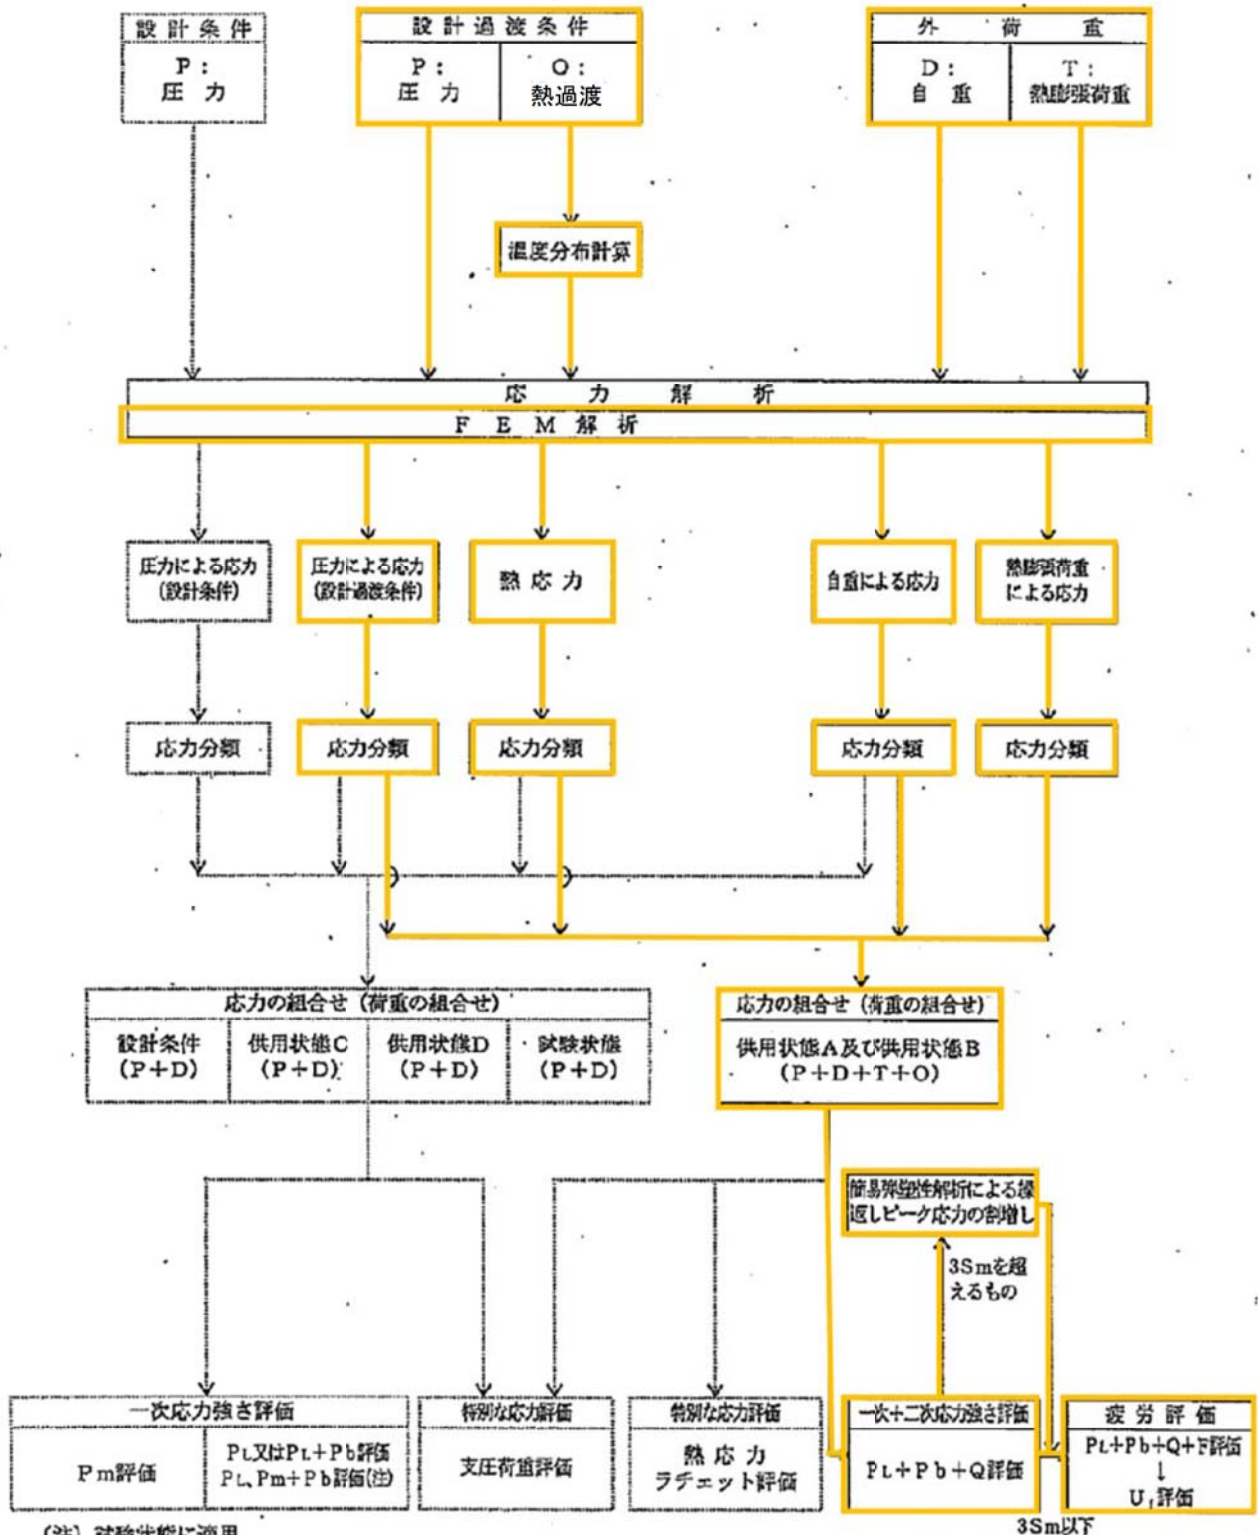 設計条件
P:
圧力
設計過渡条件
P:
圧力
O:
熱過渡
外荷重
D:
自重
T:
熱膨張荷重
温度分布計算
応力解析
FEM解析
圧力による応力
(設計条件)
圧力による応力
(設計過渡条件)
熱応力
自重による応力
熱膨張荷重
による応力
応力分類
応力分類
応力分類
応力分類
応力分類
応力の組合せ(荷重の組合せ)
設計条件
(P+D)
供用状態C
(P+D)
供用状態D
(P+D)
試験状態
(P+D)
応力の組合せ(荷重の組合せ)
供用状態A及び供用状態B
(P+D+T+O)
簡易弾塑性解析による繰
返しピーク応力の割増し
3Smを超
えるもの
一次応力強さ評価
Pm評価
PL又はPL+Pb評価
PL、Pm+Pb評価(注)
特別な応力評価
支圧荷重評価
特別な応力評価
熱応力
ラチェット評価
一次+二次応力強さ評価
PL+Pb+Q評価
疲労評価
PL+Pb+Q+F評価
↓
Uf評価
3Sm以下
(注) 試験状態に適用